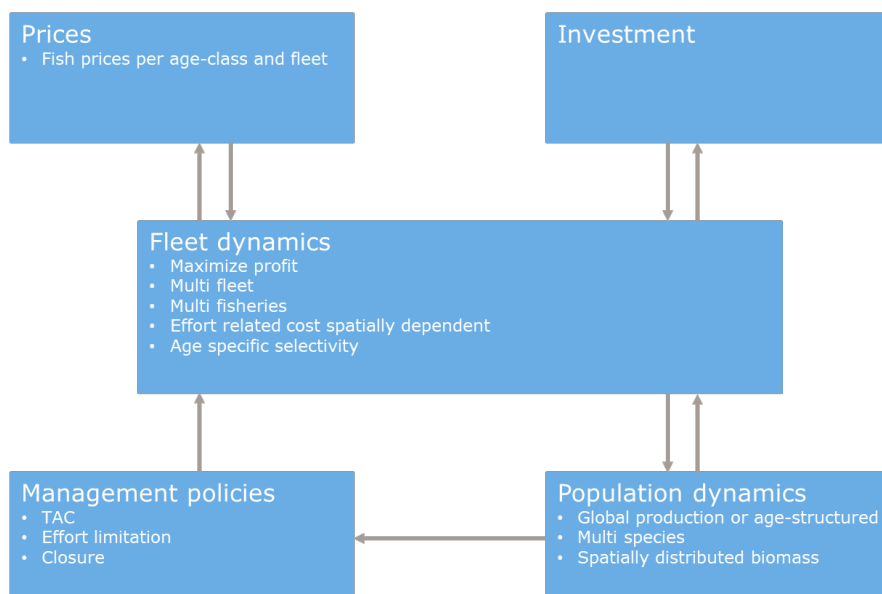 Prices
• Fish prices per age-class and fleet
Investment
Fleet dynamics
• Maximize profit
• Multi fleet
• Multi fisheries
• Effort related cost spatially dependent
• Age specific selectivity
Management policies
• TAC
• Effort limitation
• Closure
Population dynamics
• Global production or age-structured
• Multi species
• Spatially distributed biomass